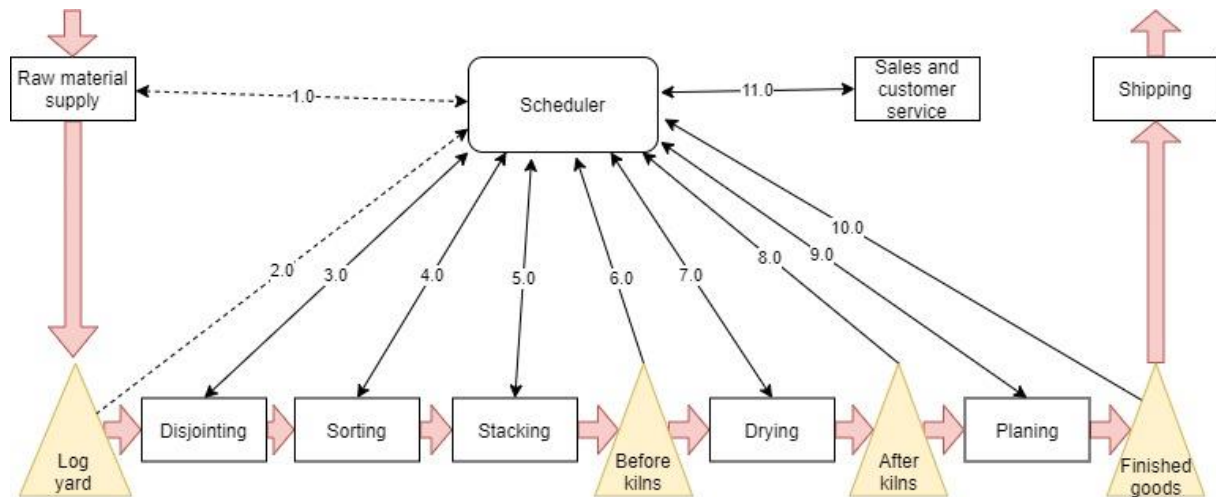 Raw material
supply
Scheduler
Sales and
customer
service
Shipping
1.0
11.0
2.0
3.0
4.0
5.0
6.0
7.0
8.0
9.0
10.0
Log
yard
Disjointing
Sorting
Stacking
Before
kilns
Drying
After
kilns
Planing
Finished
goods